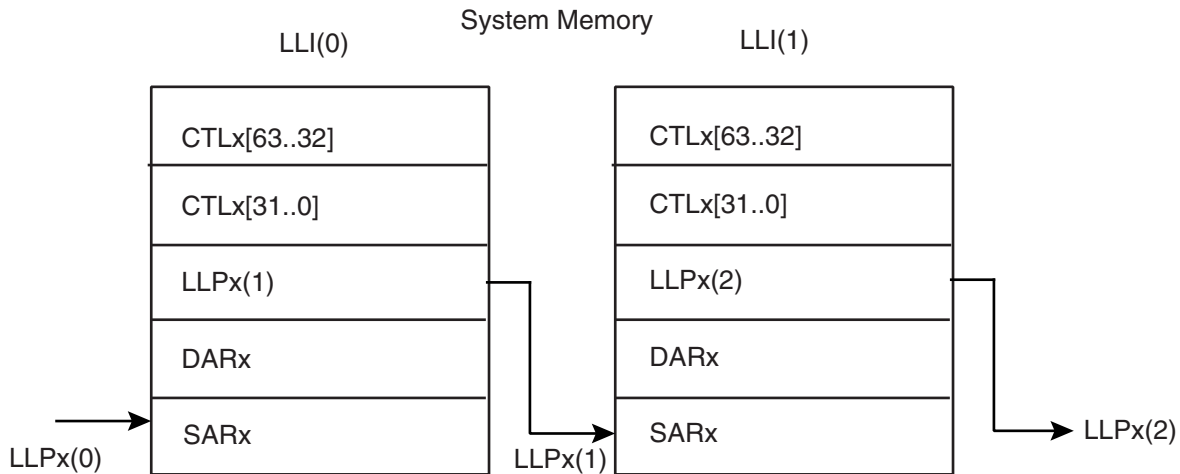 System Memory
LLI(0)
LLI(1)
CTLx[63..32]
CTLx[31..0]
LLPx(1)
DARx
SARx
CTLx[63..32]
CTLx[31..0]
LLPx(2)
DARx
SARx
LLPx(0)
LLPx(1)
LLPx(2)